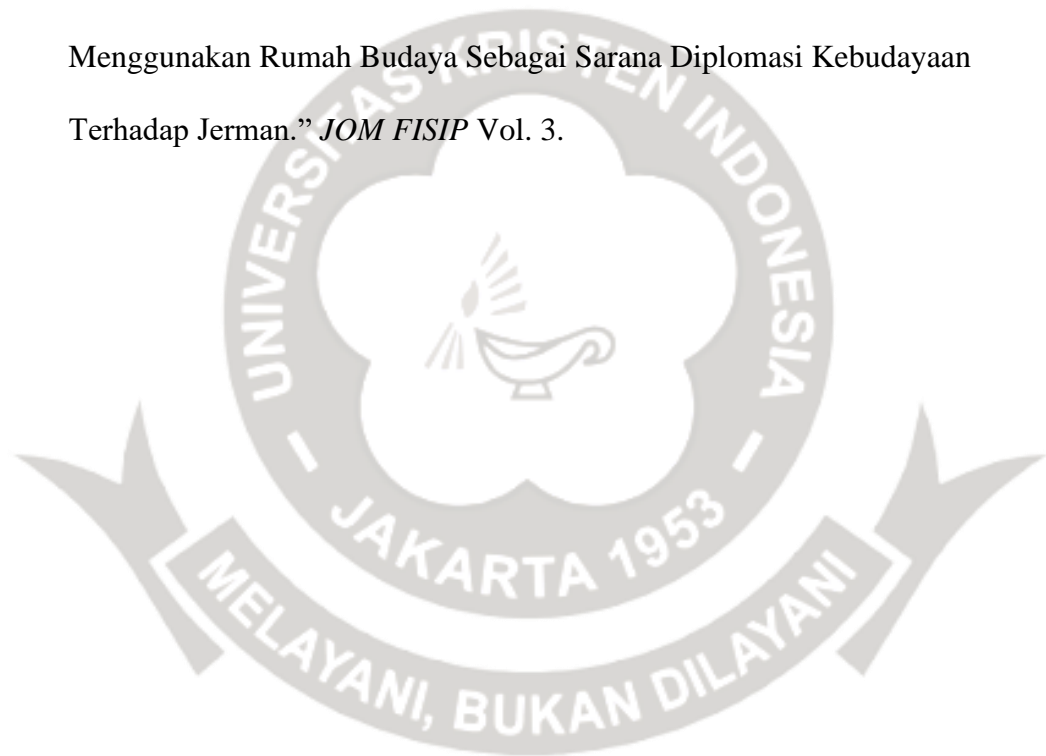 Menggunakan Rumah Budaya Sebagai Sarana Diplomasi Kebudayaan
Terhadap Jerman.” JOM FISIP Vol. 3.
UNIVERSITAS KRISTEN INDONESIA
JAKARTA 1953
MELAYANI, BUKAN DILAYANI